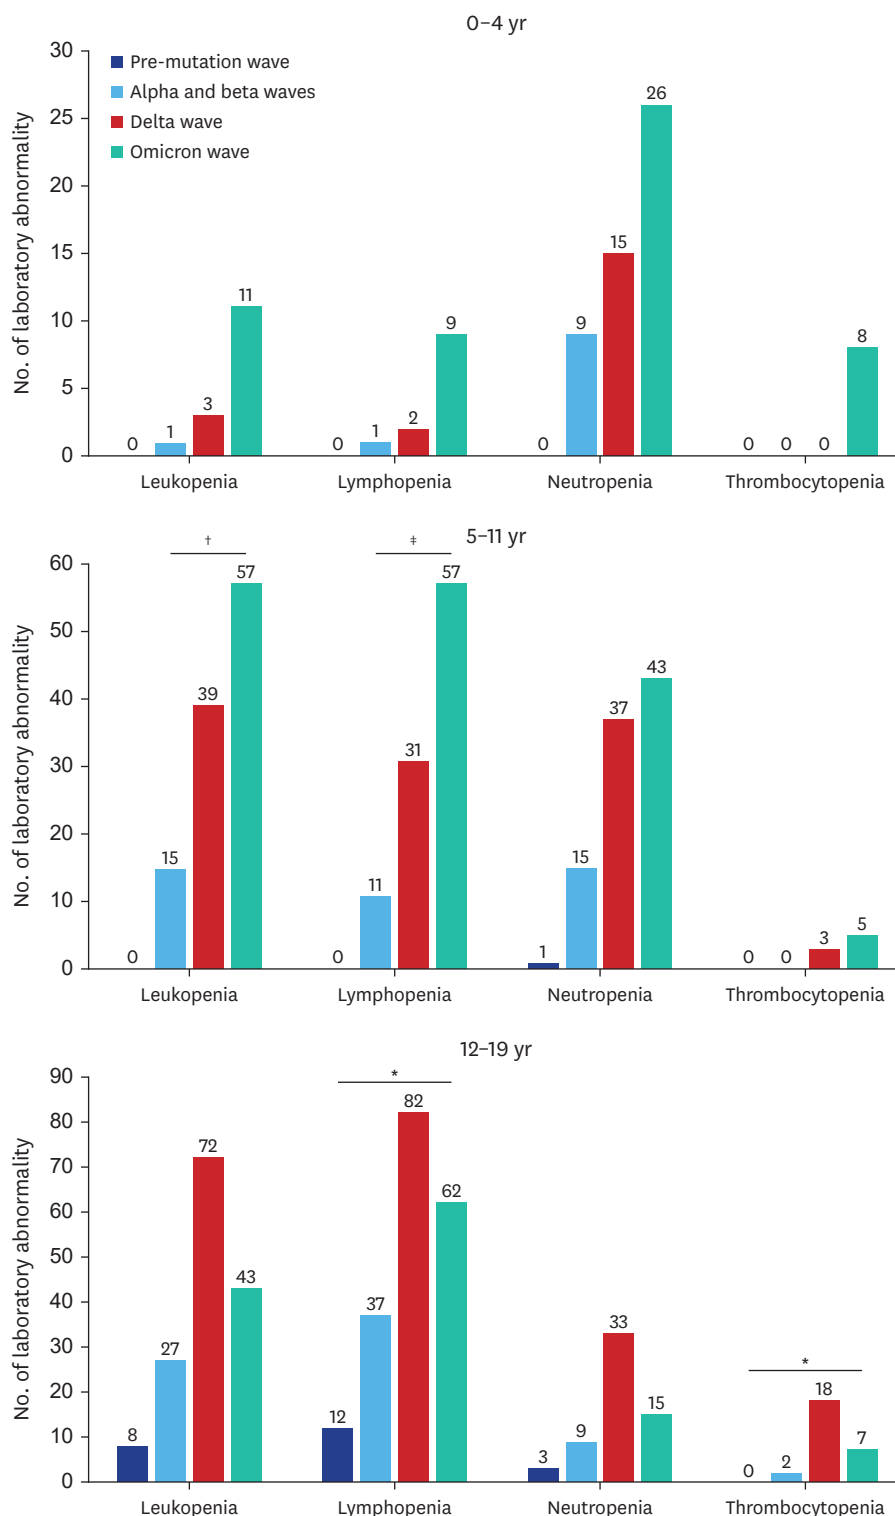 0–4 yr
No. of laboratory abnormality
30
25
20
15
10
5
0
Pre-mutation wave
Alpha and beta waves
Delta wave
Omicron wave
0 1 3 11
0 1 2 9
0 9 15 26
0 0 0 8
Leukopenia Lymphopenia Neutropenia Thrombocytopenia
5–11 yr
No. of laboratory abnormality
60
50
40
30
20
10
0
†
‡
0 15 39 57
0 11 31 57
1 15 37 43
0 0 3 5
Leukopenia Lymphopenia Neutropenia Thrombocytopenia
12–19 yr
No. of laboratory abnormality
90
80
70
60
50
40
30
20
10
0
*
*
8 27 72 43
12 37 82 62
3 9 33 15
0 2 18 7
Leukopenia Lymphopenia Neutropenia Thrombocytopenia